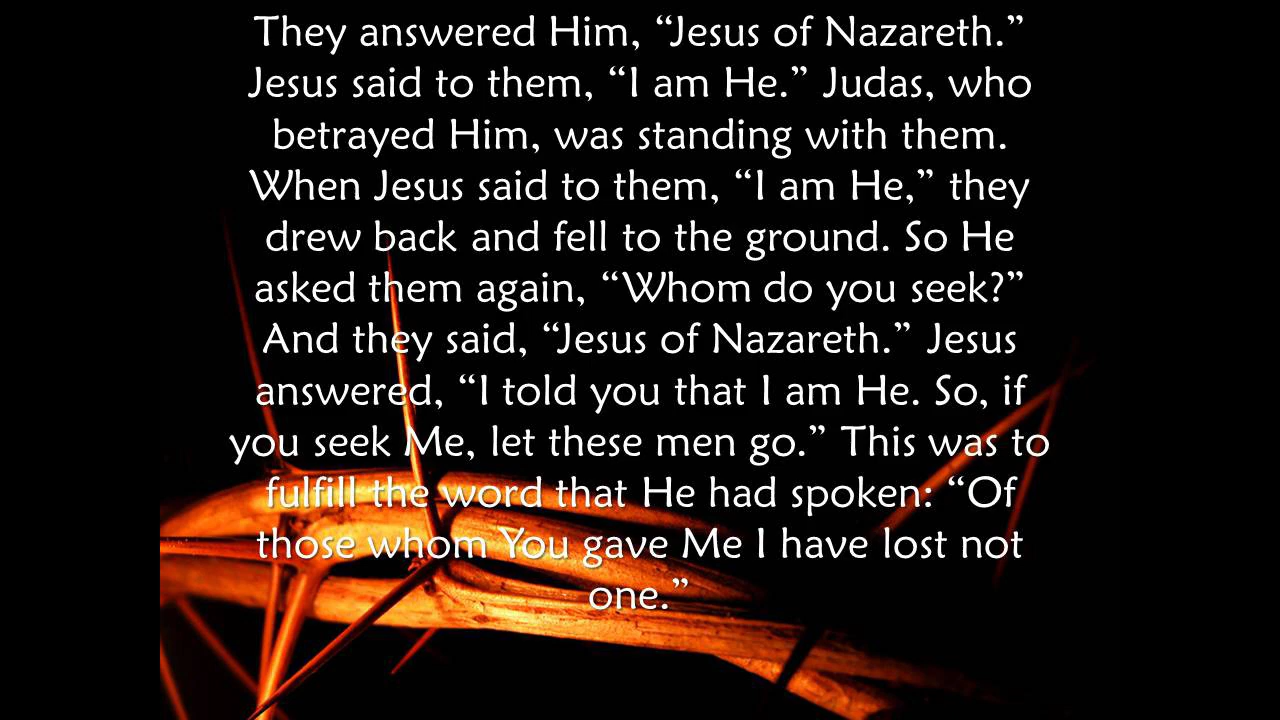 They answered Him, “Jesus of Nazareth.”
Jesus said to them, “I am He.” Judas, who
betrayed Him, was standing with them.
When Jesus said to them, “I am He,” they
drew back and fell to the ground. So He
asked them again, “Whom do you seek?”
And they said, “Jesus of Nazareth.” Jesus
answered, “I told you that I am He. So, if
you seek Me, let these men go.” This was to
fulfill the word that He had spoken: “Of
those whom You gave Me I have lost not
one.”